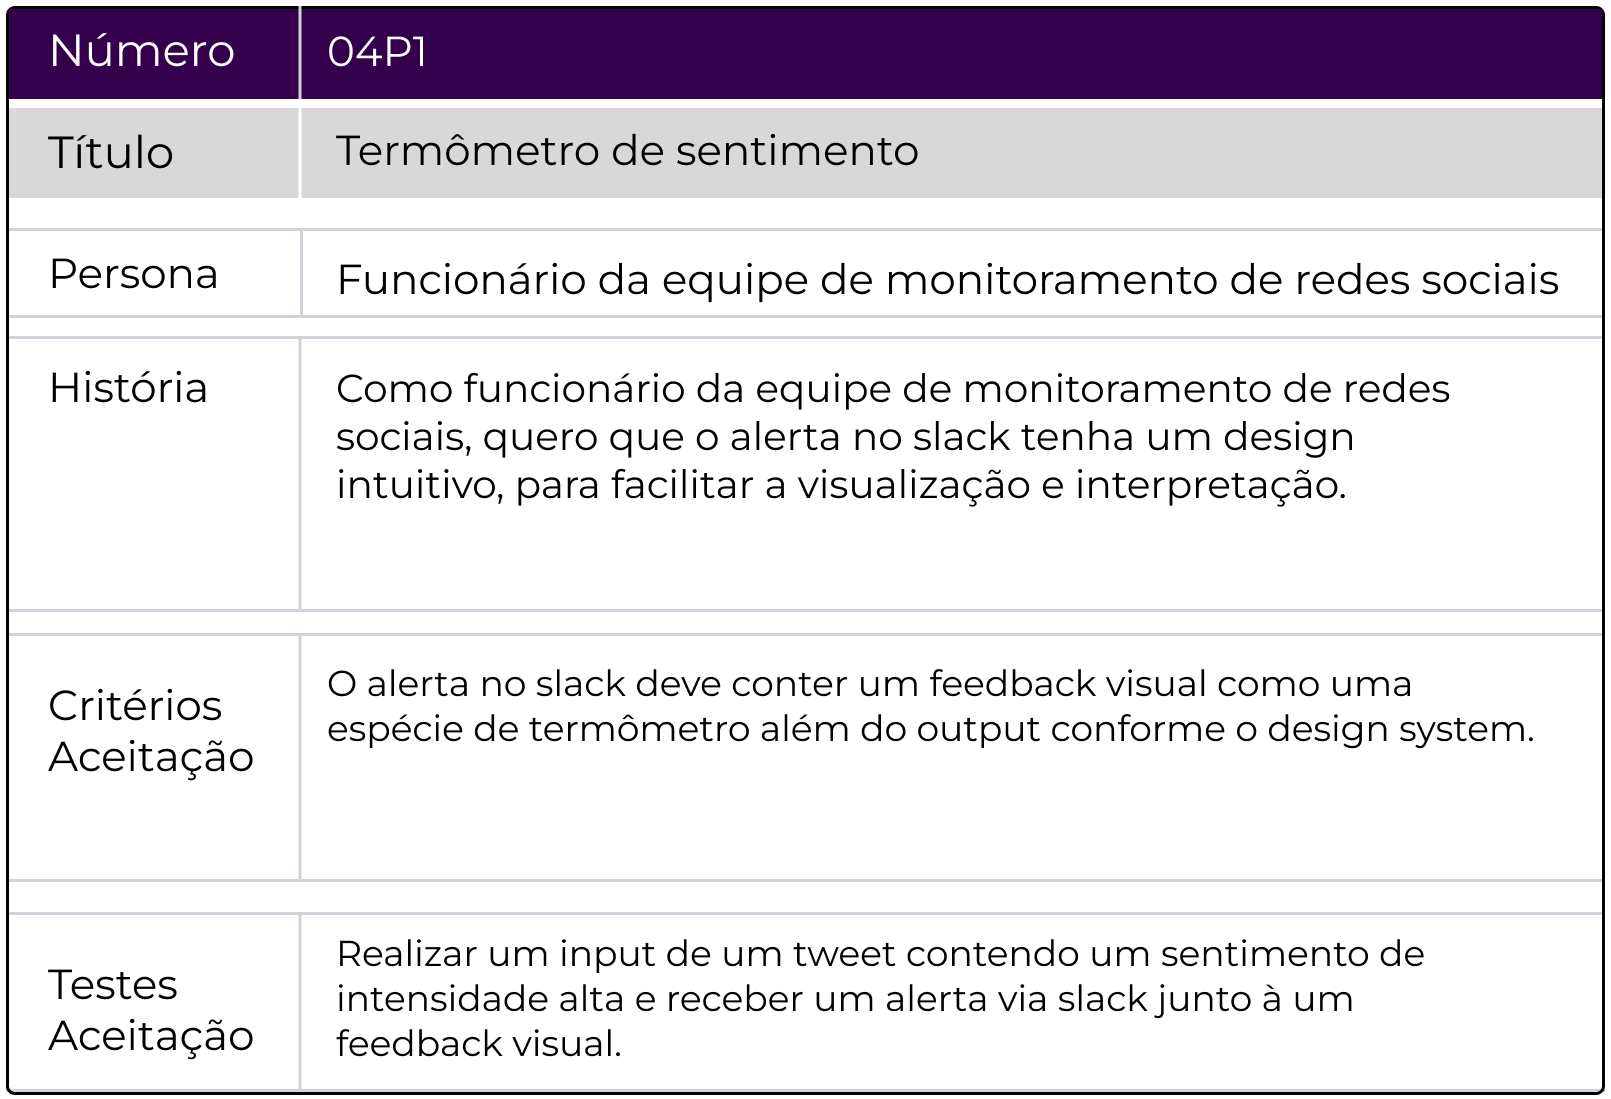 Número
04P1
Título
Termômetro de sentimento
Persona
Funcionário da equipe de monitoramento de redes sociais
História
Como funcionário da equipe de monitoramento de redes
sociais, quero que o alerta no slack tenha um design
intuitivo, para facilitar a visualização e interpretação.
Critérios
Aceitação
O alerta no slack deve conter um feedback visual como uma
espécie de termômetro além do output conforme o design system.
Testes
Aceitação
Realizar um input de um tweet contendo um sentimento de
intensidade alta e receber um alerta via slack junto à um
feedback visual.